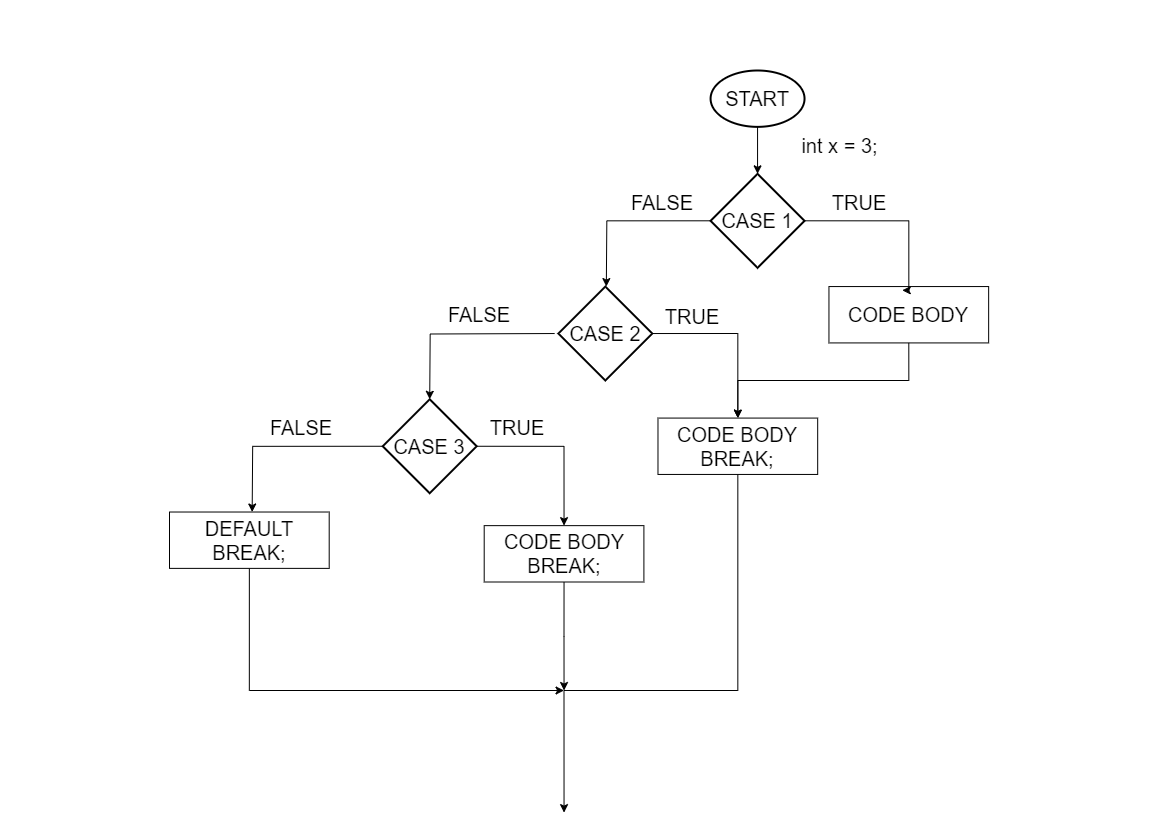 START
int x = 3;
FALSE
CASE 1
TRUE
CODE BODY
FALSE
CASE 2
TRUE
CODE BODY
BREAK;
FALSE
CASE 3
TRUE
DEFAULT
BREAK;
CODE BODY
BREAK;